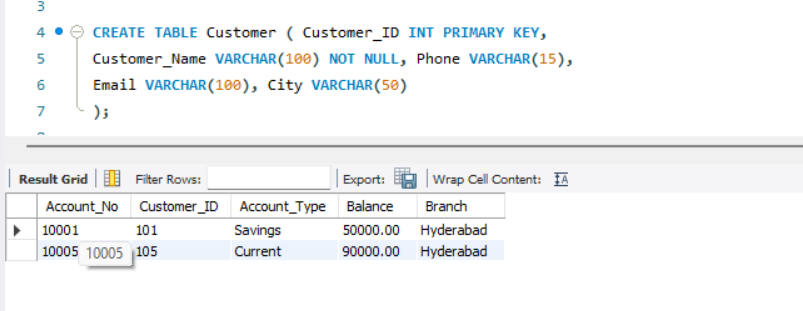 3
4 CREATE TABLE Customer ( Customer_ID INT PRIMARY KEY,
5 Customer_Name VARCHAR(100) NOT NULL, Phone VARCHAR(15),
6 Email VARCHAR(100), City VARCHAR(50)
7 );
Result Grid Filter Rows: Export: Wrap Cell Content: IA
Account_No Customer_ID Account_Type Balance Branch
10001 101 Savings 50000.00 Hyderabad
10005 10005 105 Current 90000.00 Hyderabad